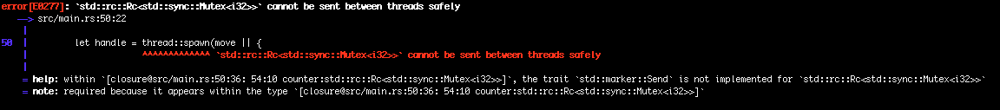 error[E0277]: `std::rc::Rc<std::sync::Mutex<i32>>` cannot be sent between threads safely
--> src/main.rs:50:22
|
50 | let handle = thread::spawn(move || {
| ^^^^^^^^^^^^^ `std::rc::Rc<std::sync::Mutex<i32>>` cannot be sent between threads safely
|
= help: within `[closure@src/main.rs:50:36: 54:10 counter:std::rc::Rc<std::sync::Mutex<i32>>]`, the trait `std::marker::Send` is not implemented for `std::rc::Rc<std::sync::Mutex<i32>>`
= note: required because it appears within the type `[closure@src/main.rs:50:36: 54:10 counter:std::rc::Rc<std::sync::Mutex<i32>>]`